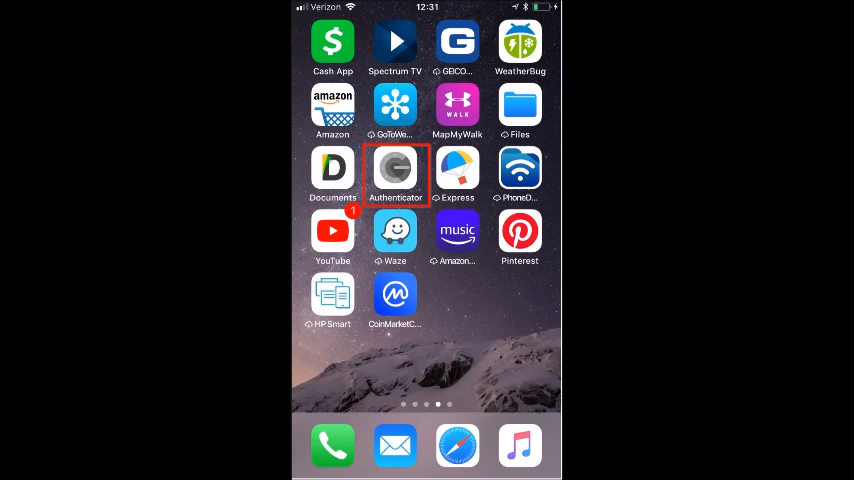 Verizon 12:31
$
G
Cash App Spectrum TV GEICO... WeatherBug
amazon
Amazon GoToWe... MapMyWalk Files
WALK
D
G
Documents Authenticator Express PhoneD...
1
music
YouTube Waze Amazon... Pinterest
HP Smart CoinMarketC...